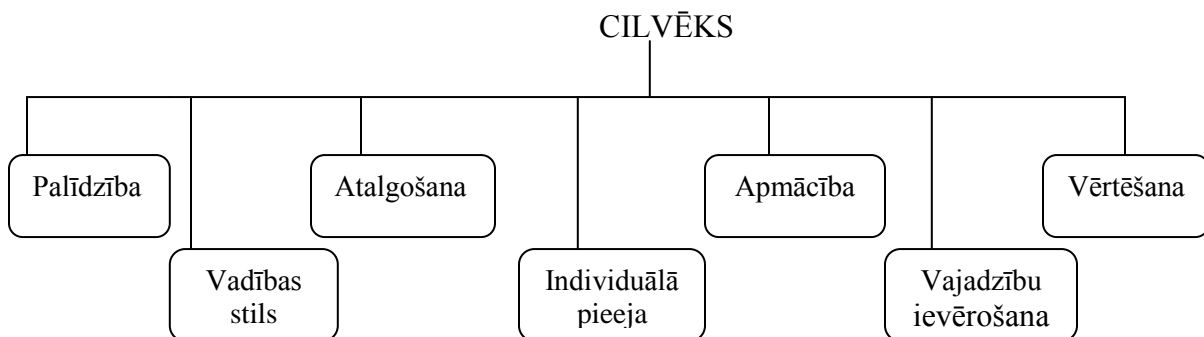 CILVĒKS
Palīdzība
Atalgošana
Apmācība
Vērtēšana
Vadības
stils
Individuālā
pieeja
Vajadzību
ievērošana